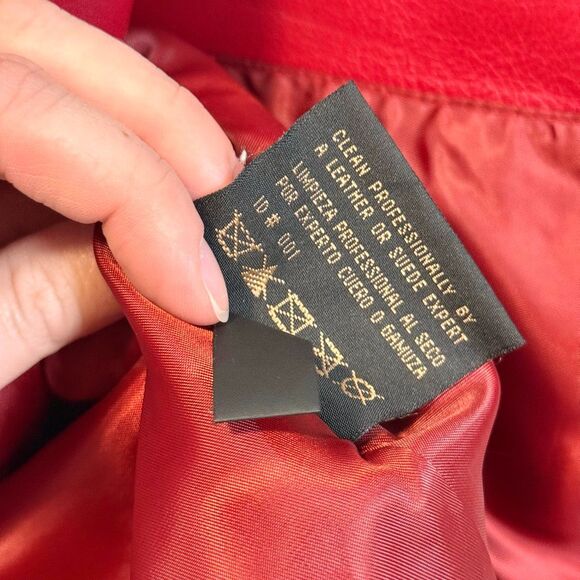 CLEAN PROFESSIONALLY BY
A LEATHER OR SUEDE EXPERT
LIMPIEZA PROFESIONAL AL SECO
POR EXPERTO CUERO O GAMUZA
ID # 001